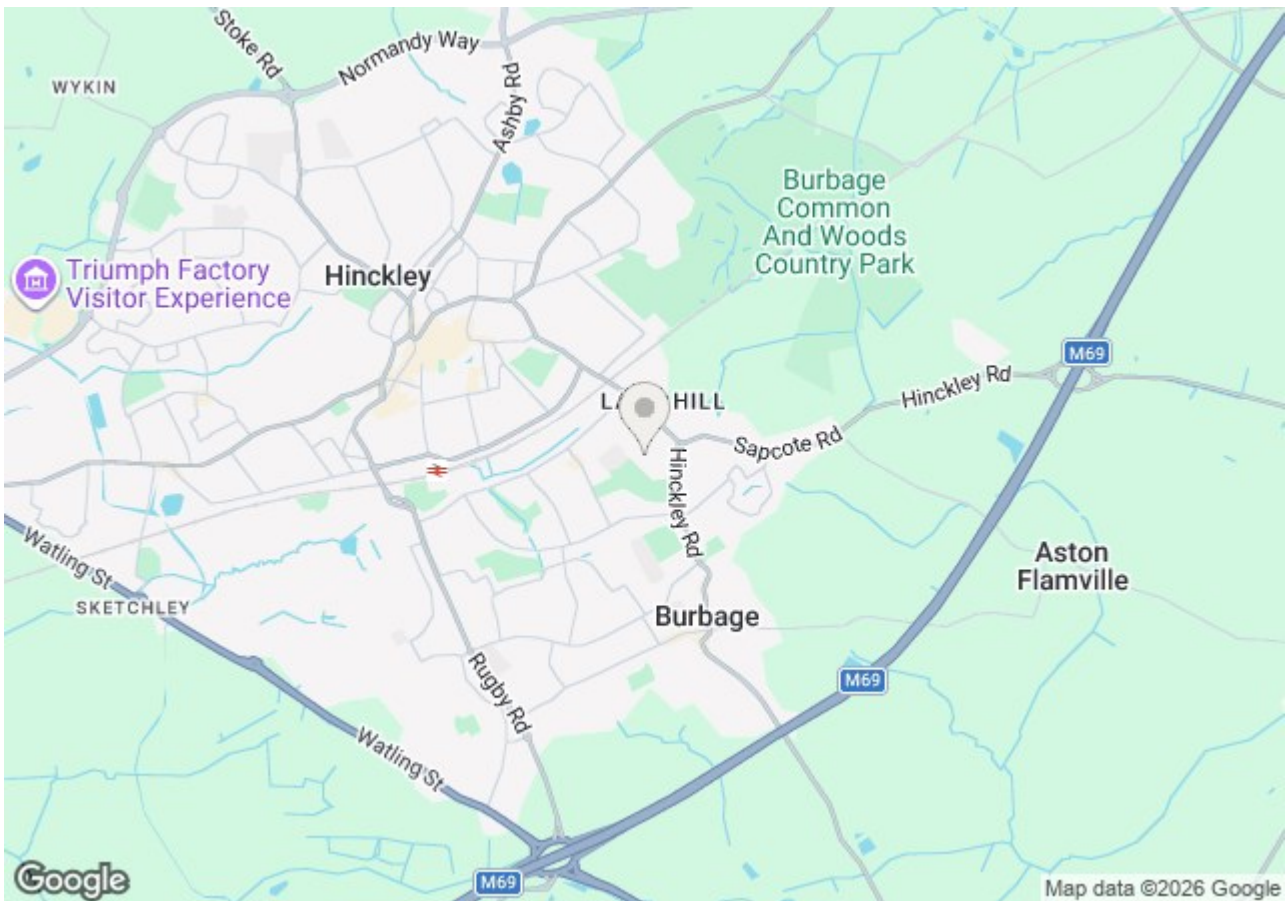 Stoke Rd
Normandy Way
WYKIN
Ashby Rd
Burbage
Common
And Woods
Country Park
Triumph Factory
Visitor Experience
Hinckley
M69
Hinckley Rd
HILL
Sapcote Rd
Hinckley Rd
Watling St
Aston
Flamville
SKETCHLEY
Burbage
Rugby Rd
M69
Watling St
Google
M69
Map data ©2026 Google